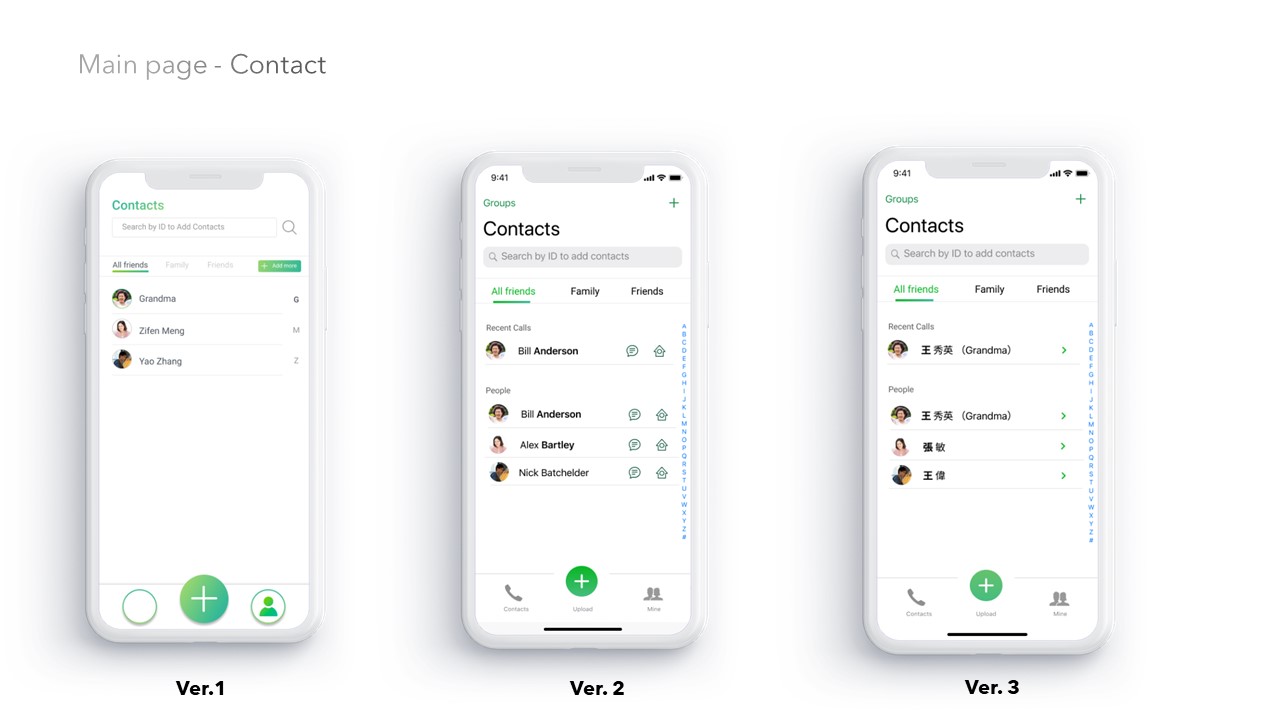 Main page - Contact
Contacts
Search by ID to Add Contacts
All friends Family Friends + Add more
Grandma G
Zifen Meng M
Yao Zhang Z
Ver.1
9:41
Groups +
Contacts
Search by ID to add contacts
All friends Family Friends
Recent Calls
Bill Anderson
People
Bill Anderson
Alex Bartley
Nick Batchelder
A
B
C
D
E
F
G
H
I
J
K
L
M
N
O
P
Q
R
S
T
U
V
W
X
Y
Z
#
Contacts Upload Mine
Ver. 2
9:41
Groups +
Contacts
Search by ID to add contacts
All friends Family Friends
Recent Calls
王 秀英 （Grandma）
People
王 秀英 （Grandma）
張 敏
王 偉
A
B
C
D
E
F
G
H
I
J
K
L
M
N
O
P
Q
R
S
T
U
V
W
X
Y
Z
#
Contacts Upload Mine
Ver. 3